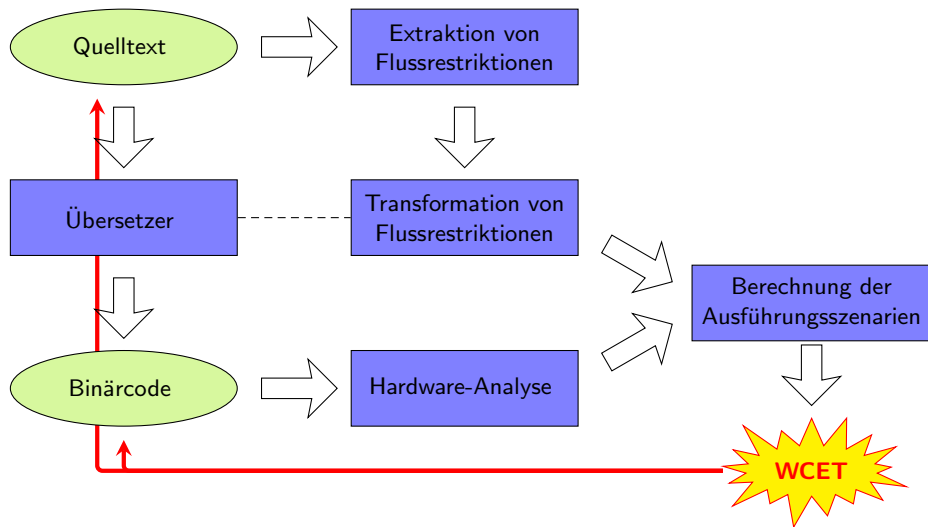 Quelltext
Extraktion von
Flussrestriktionen
Übersetzer
Transformation von
Flussrestriktionen
Berechnung der
Ausführungsszenarien
Binärcode
Hardware-Analyse
WCET